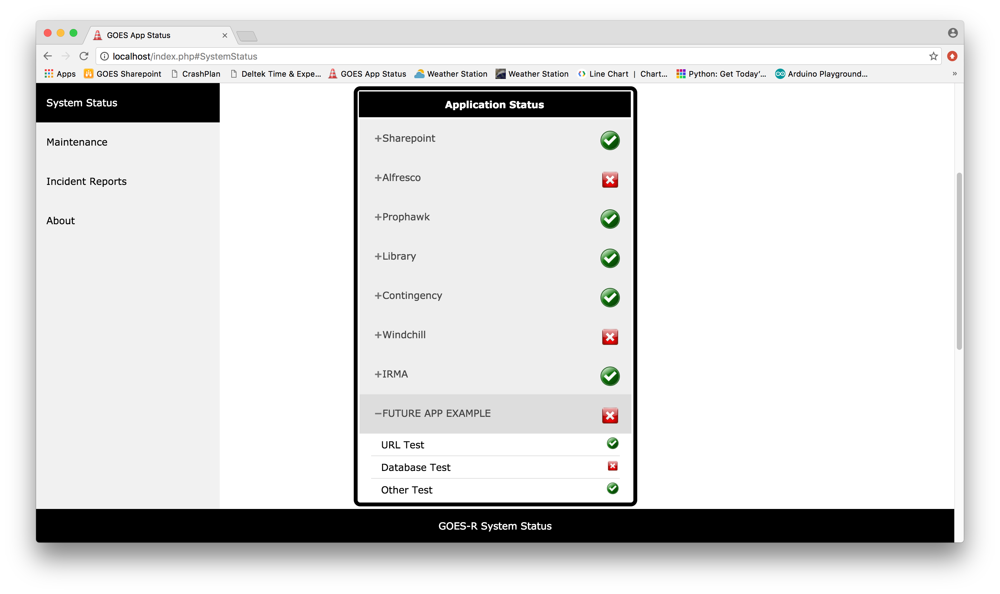 GOES App Status
localhost/index.php#SystemStatus
Apps GOES Sharepoint CrashPlan Deltek Time & Expe... GOES App Status Weather Station Weather Station Line Chart | Chart... Python: Get Today'... Arduino Playground... »
System Status
Maintenance
Incident Reports
About
Application Status
+Sharepoint
+Alfresco
+Prophawk
+Library
+Contingency
+Windchill
+IRMA
−FUTURE APP EXAMPLE
URL Test
Database Test
Other Test
GOES-R System Status